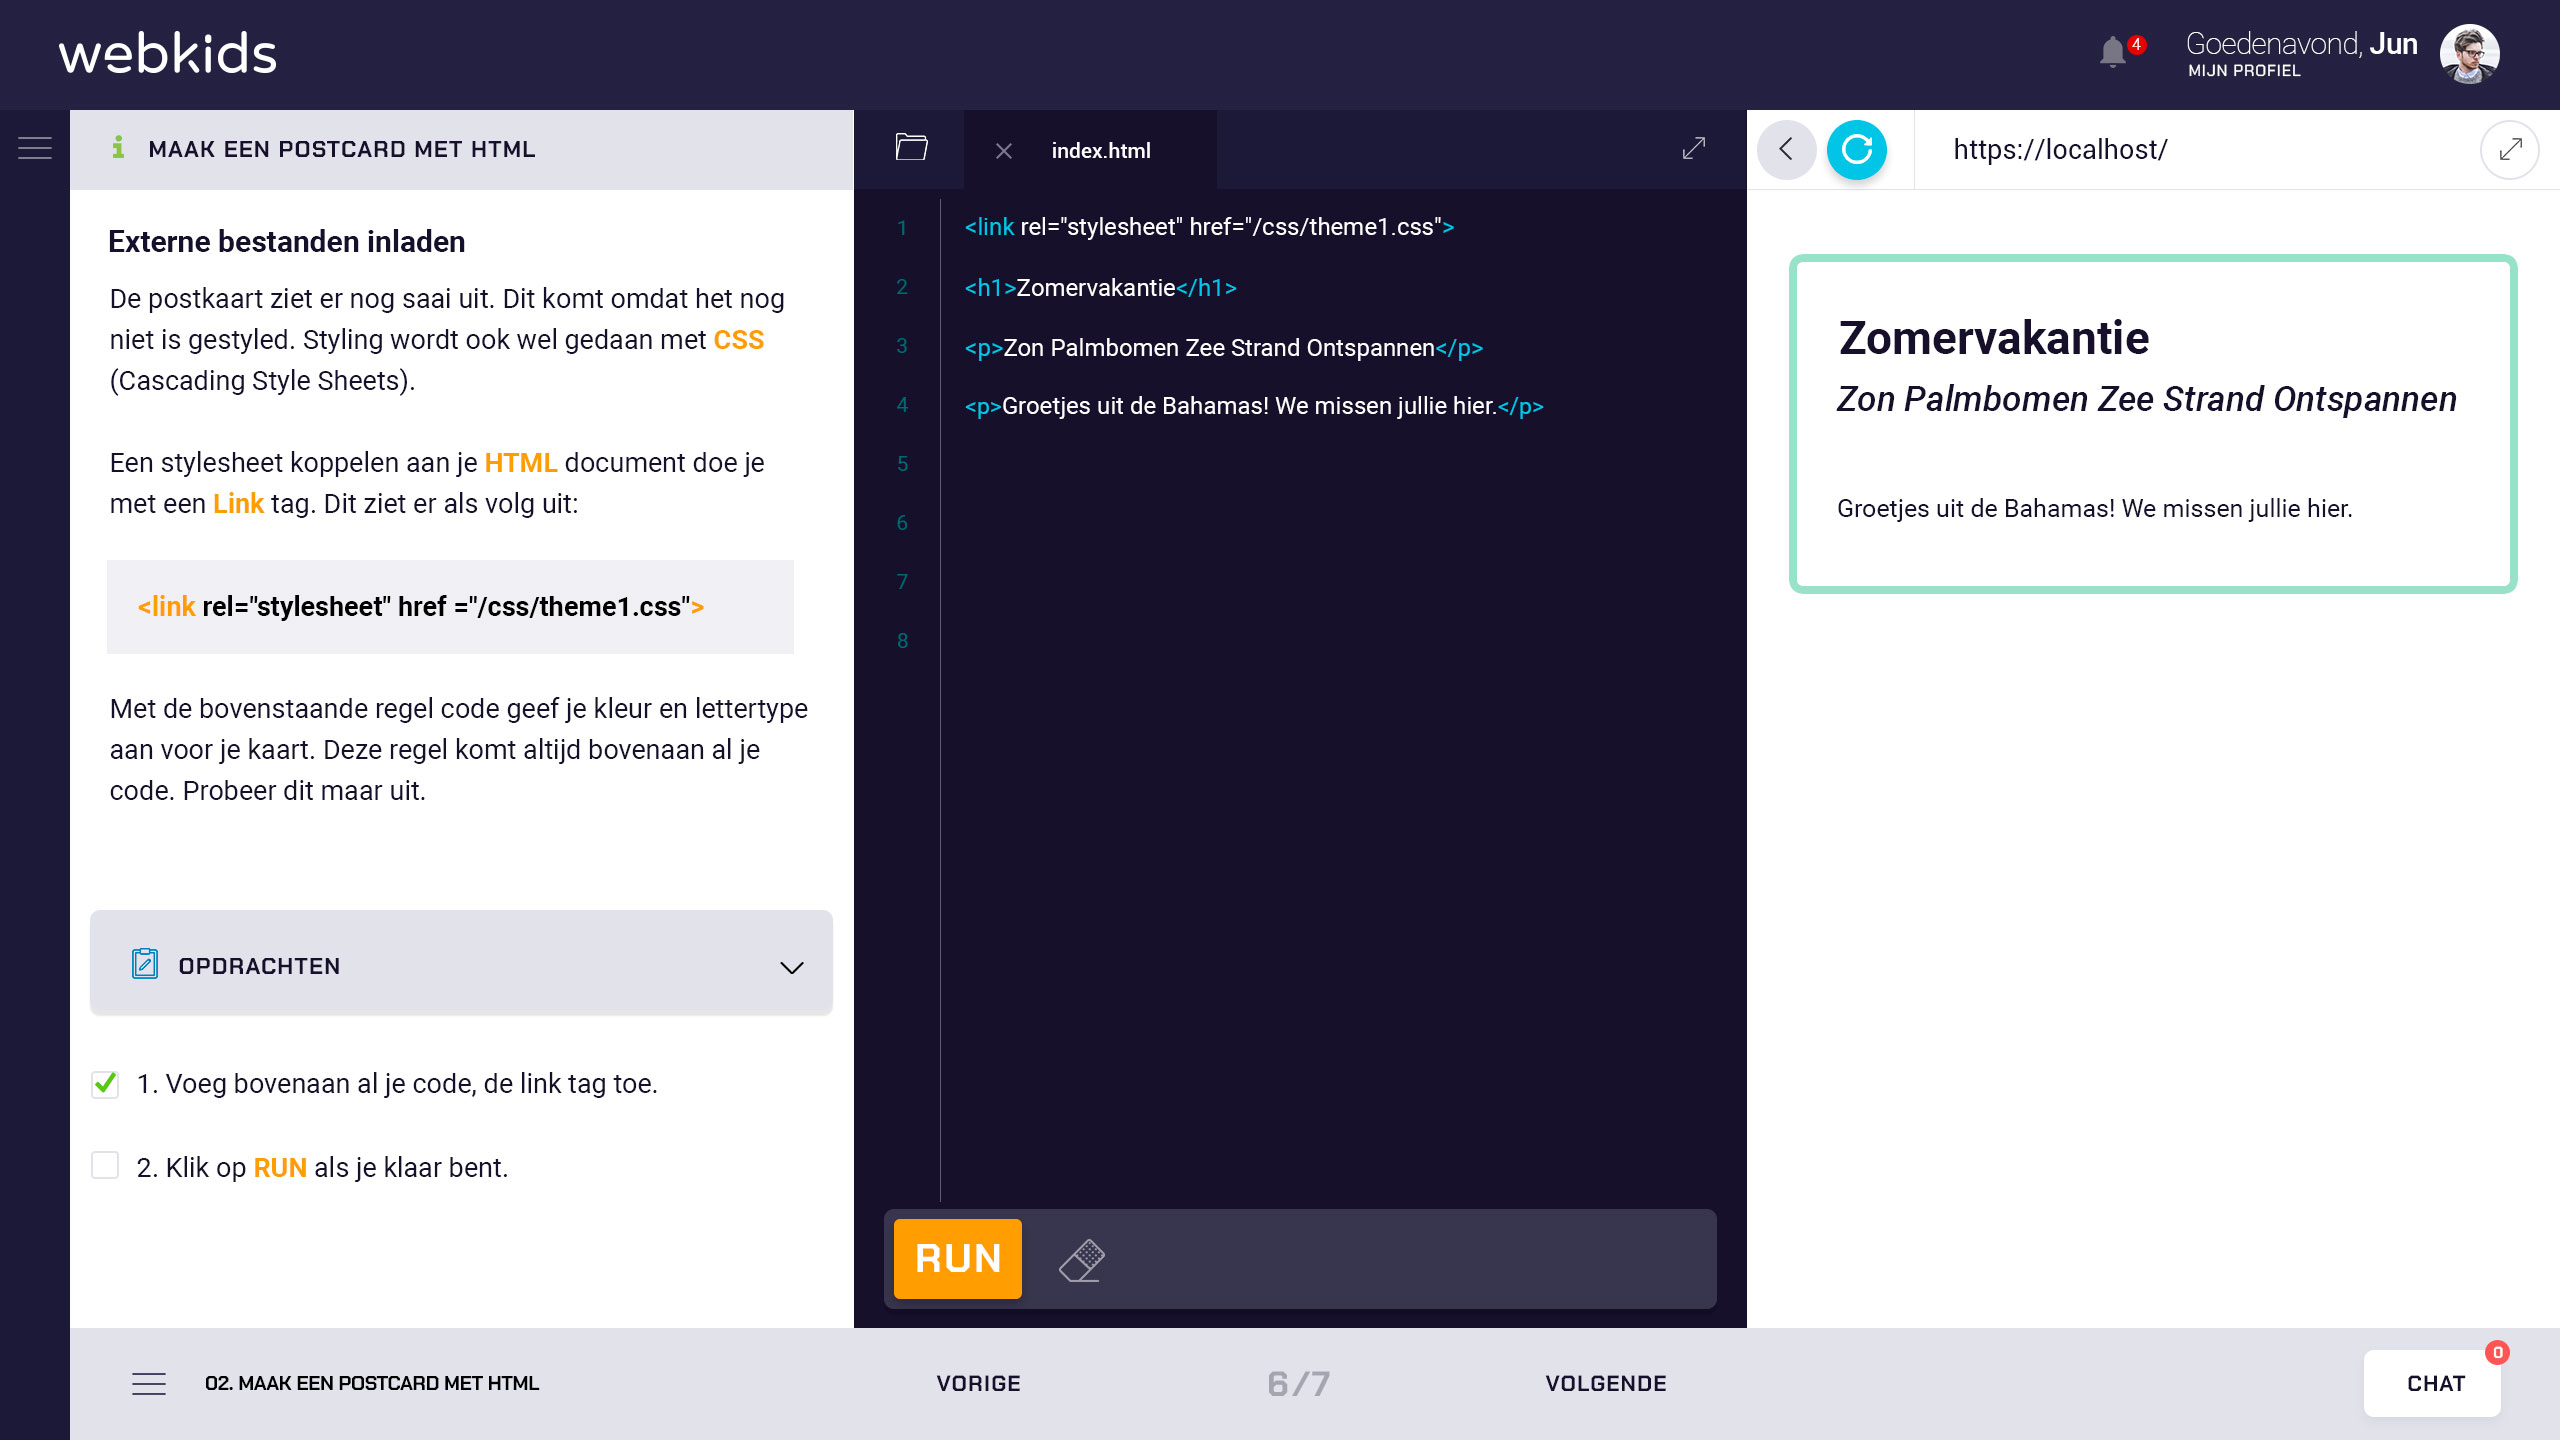 webkids
4
Goedenavond, Jun
MIJN PROFIEL
MAAK EEN POSTCARD MET HTML
Externe bestanden inladen
De postkaart ziet er nog saai uit. Dit komt omdat het nog
niet is gestyled. Styling wordt ook wel gedaan met CSS
(Cascading Style Sheets).
Een stylesheet koppelen aan je HTML document doe je
met een Link tag. Dit ziet er als volg uit:
<link rel="stylesheet" href ="/css/theme1.css">
Met de bovenstaande regel code geef je kleur en lettertype
aan voor je kaart. Deze regel komt altijd bovenaan al je
code. Probeer dit maar uit.
OPDRACHTEN
1. Voeg bovenaan al je code, de link tag toe.
2. Klik op RUN als je klaar bent.
index.html
1 <link rel="stylesheet" href="/css/theme1.css">
2 <h1>Zomervakantie</h1>
3 <p>Zon Palmbomen Zee Strand Ontspannen</p>
4 <p>Groetjes uit de Bahamas! We missen jullie hier.</p>
5
6
7
8
RUN
https://localhost/
Zomervakantie
Zon Palmbomen Zee Strand Ontspannen
Groetjes uit de Bahamas! We missen jullie hier.
02. MAAK EEN POSTCARD MET HTML
VORIGE
6/7
VOLGENDE
CHAT
0